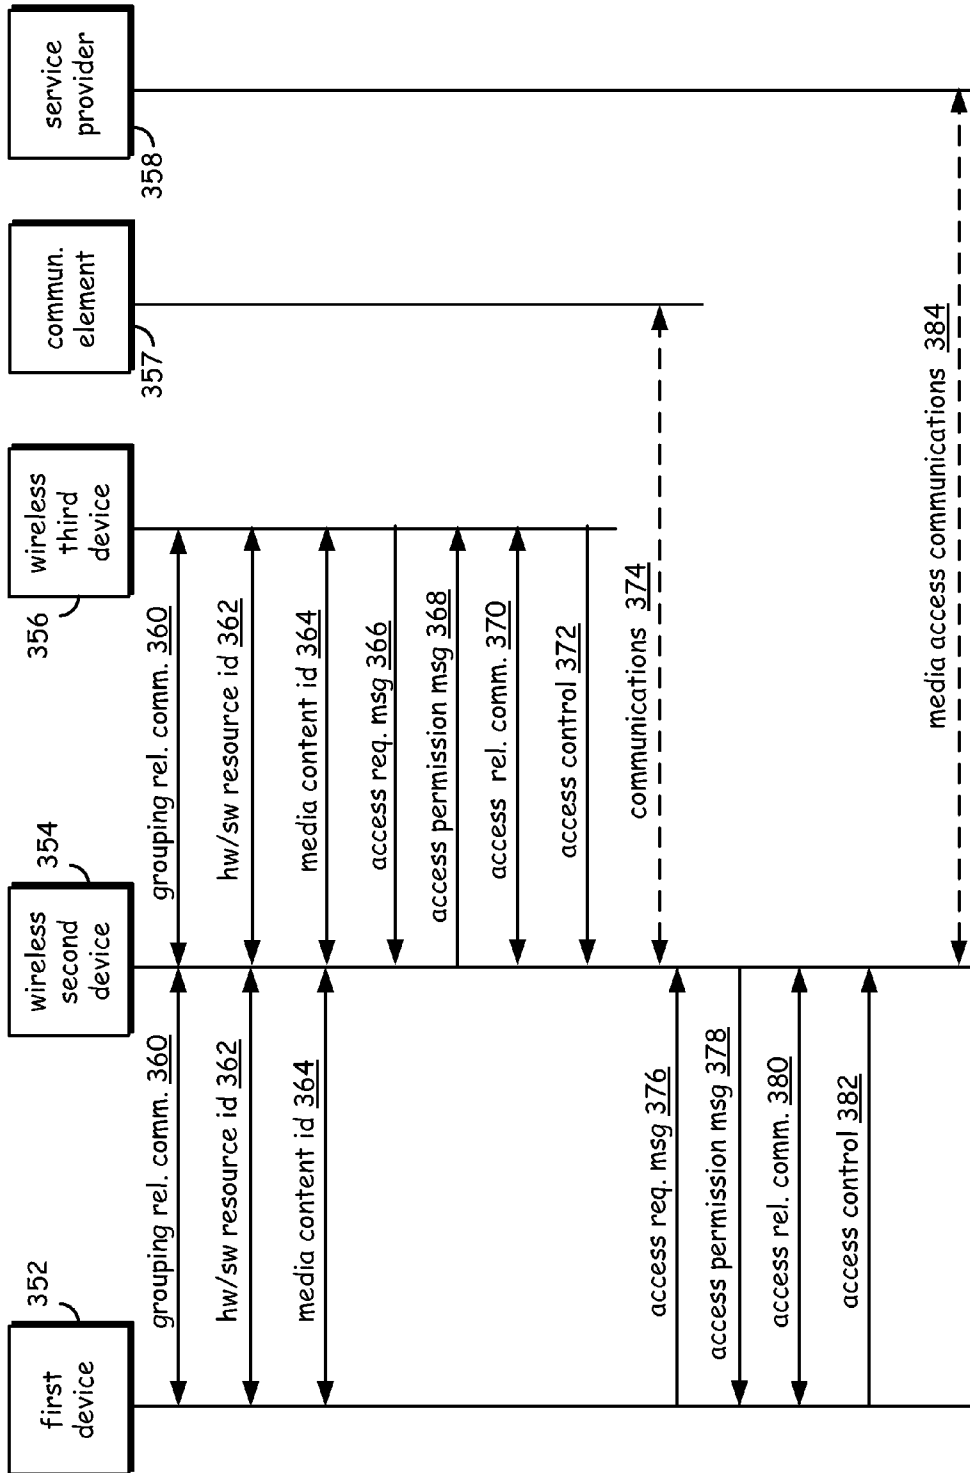 first
device
352
wireless
second
device
354
wireless
third
device
356
commun.
element
357
service
provider
358
grouping rel. comm. 360
grouping rel. comm. 360
hw/sw resource id 362
hw/sw resource id 362
media content id 364
media content id 364
access req. msg 366
access permission msg 368
access rel. comm. 370
access control 372
communications 374
access req. msg 376
access permission msg 378
access rel. comm. 380
access control 382
media access communications 384